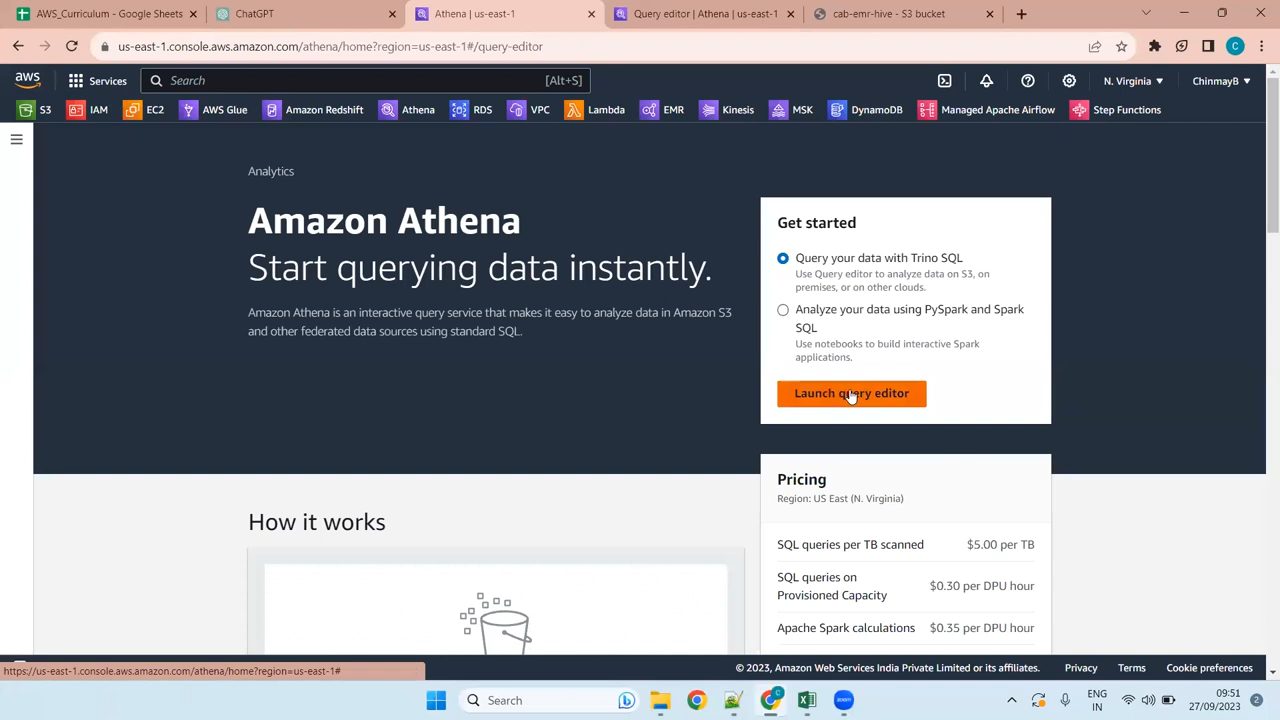 AWS_Curriculum - Google Sheets
ChatGPT
Athena | us-east-1
Query editor | Athena | us-east-1
cab-emr-hive - S3 bucket
us-east-1.console.aws.amazon.com/athena/home?region=us-east-1#/query-editor
C
aws
Services
Search
[Alt+S]
N. Virginia
ChinmayB
S3
IAM
EC2
AWS Glue
Amazon Redshift
Athena
RDS
VPC
Lambda
EMR
Kinesis
MSK
DynamoDB
Managed Apache Airflow
Step Functions
Analytics
Amazon Athena
Start querying data instantly.
Amazon Athena is an interactive query service that makes it easy to analyze data in Amazon S3
and other federated data sources using standard SQL.
Get started
Query your data with Trino SQL
Use Query editor to analyze data on S3, on
premises, or on other clouds.
Analyze your data using PySpark and Spark
SQL
Use notebooks to build interactive Spark
applications.
Launch query editor
Pricing
Region: US East (N. Virginia)
SQL queries per TB scanned $5.00 per TB
SQL queries on
Provisioned Capacity $0.30 per DPU hour
Apache Spark calculations $0.35 per DPU hour
How it works
https://us-east-1.console.aws.amazon.com/athena/home?region=us-east-1#
© 2023, Amazon Web Services India Private Limited or its affiliates.
Privacy
Terms
Cookie preferences
Search
ENG
IN
09:51
27/09/2023
2